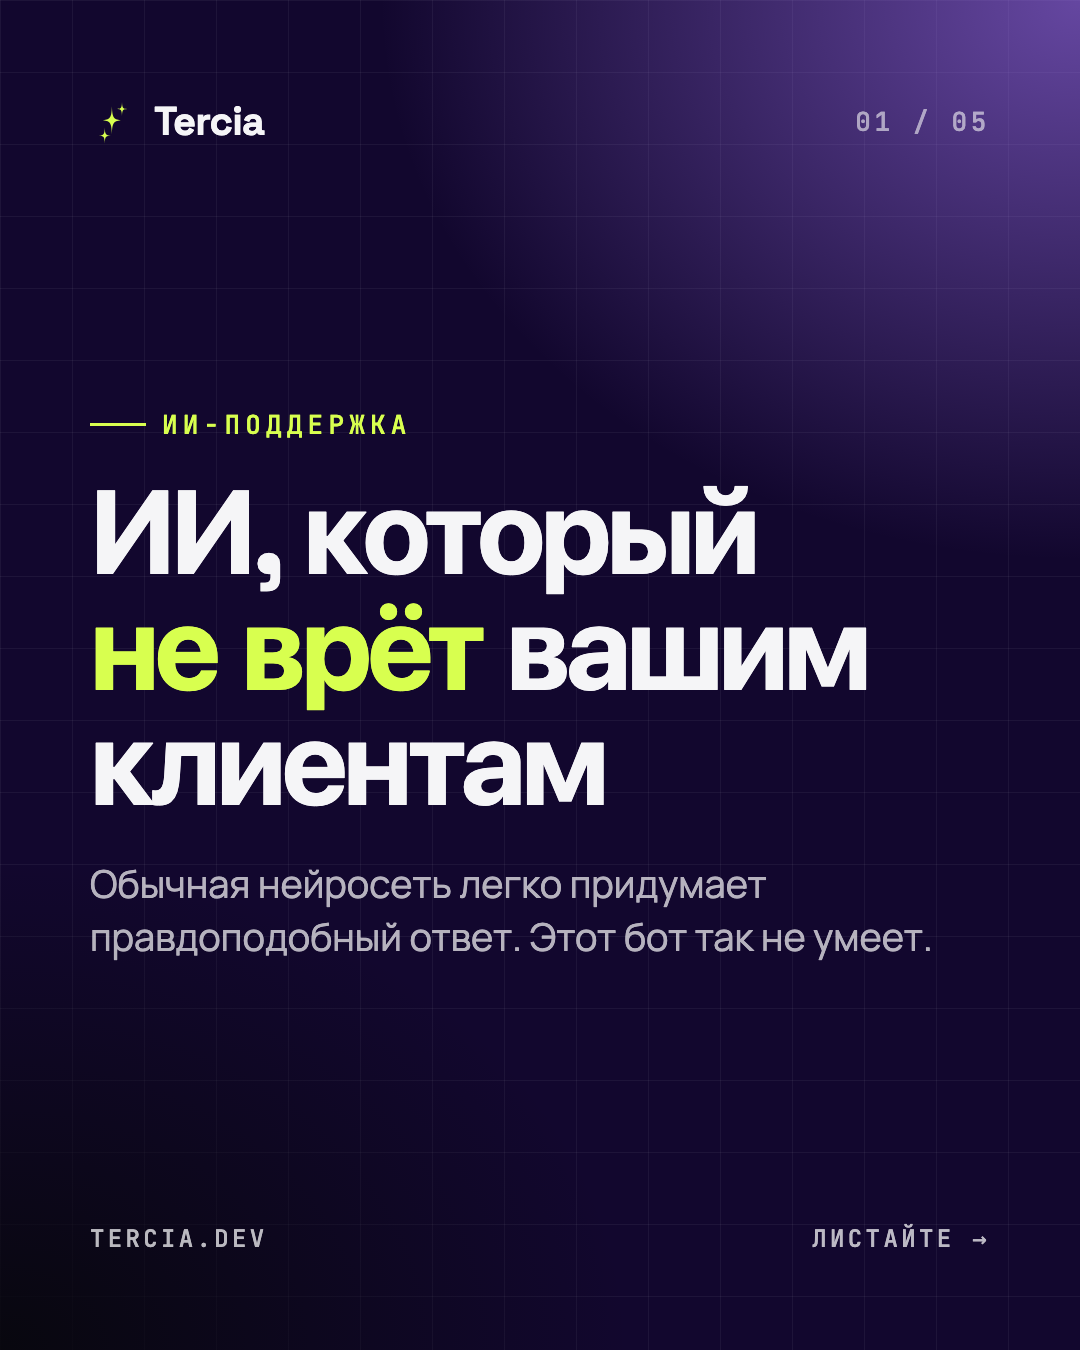 Tercia
01 / 05
ИИ-ПОДДЕРЖКА
ИИ, который
не врёт вашим
клиентам
Обычная нейросеть легко придумает
правдоподобный ответ. Этот бот так не умеет.
TERCIA.DEV
ЛИСТАЙТЕ →